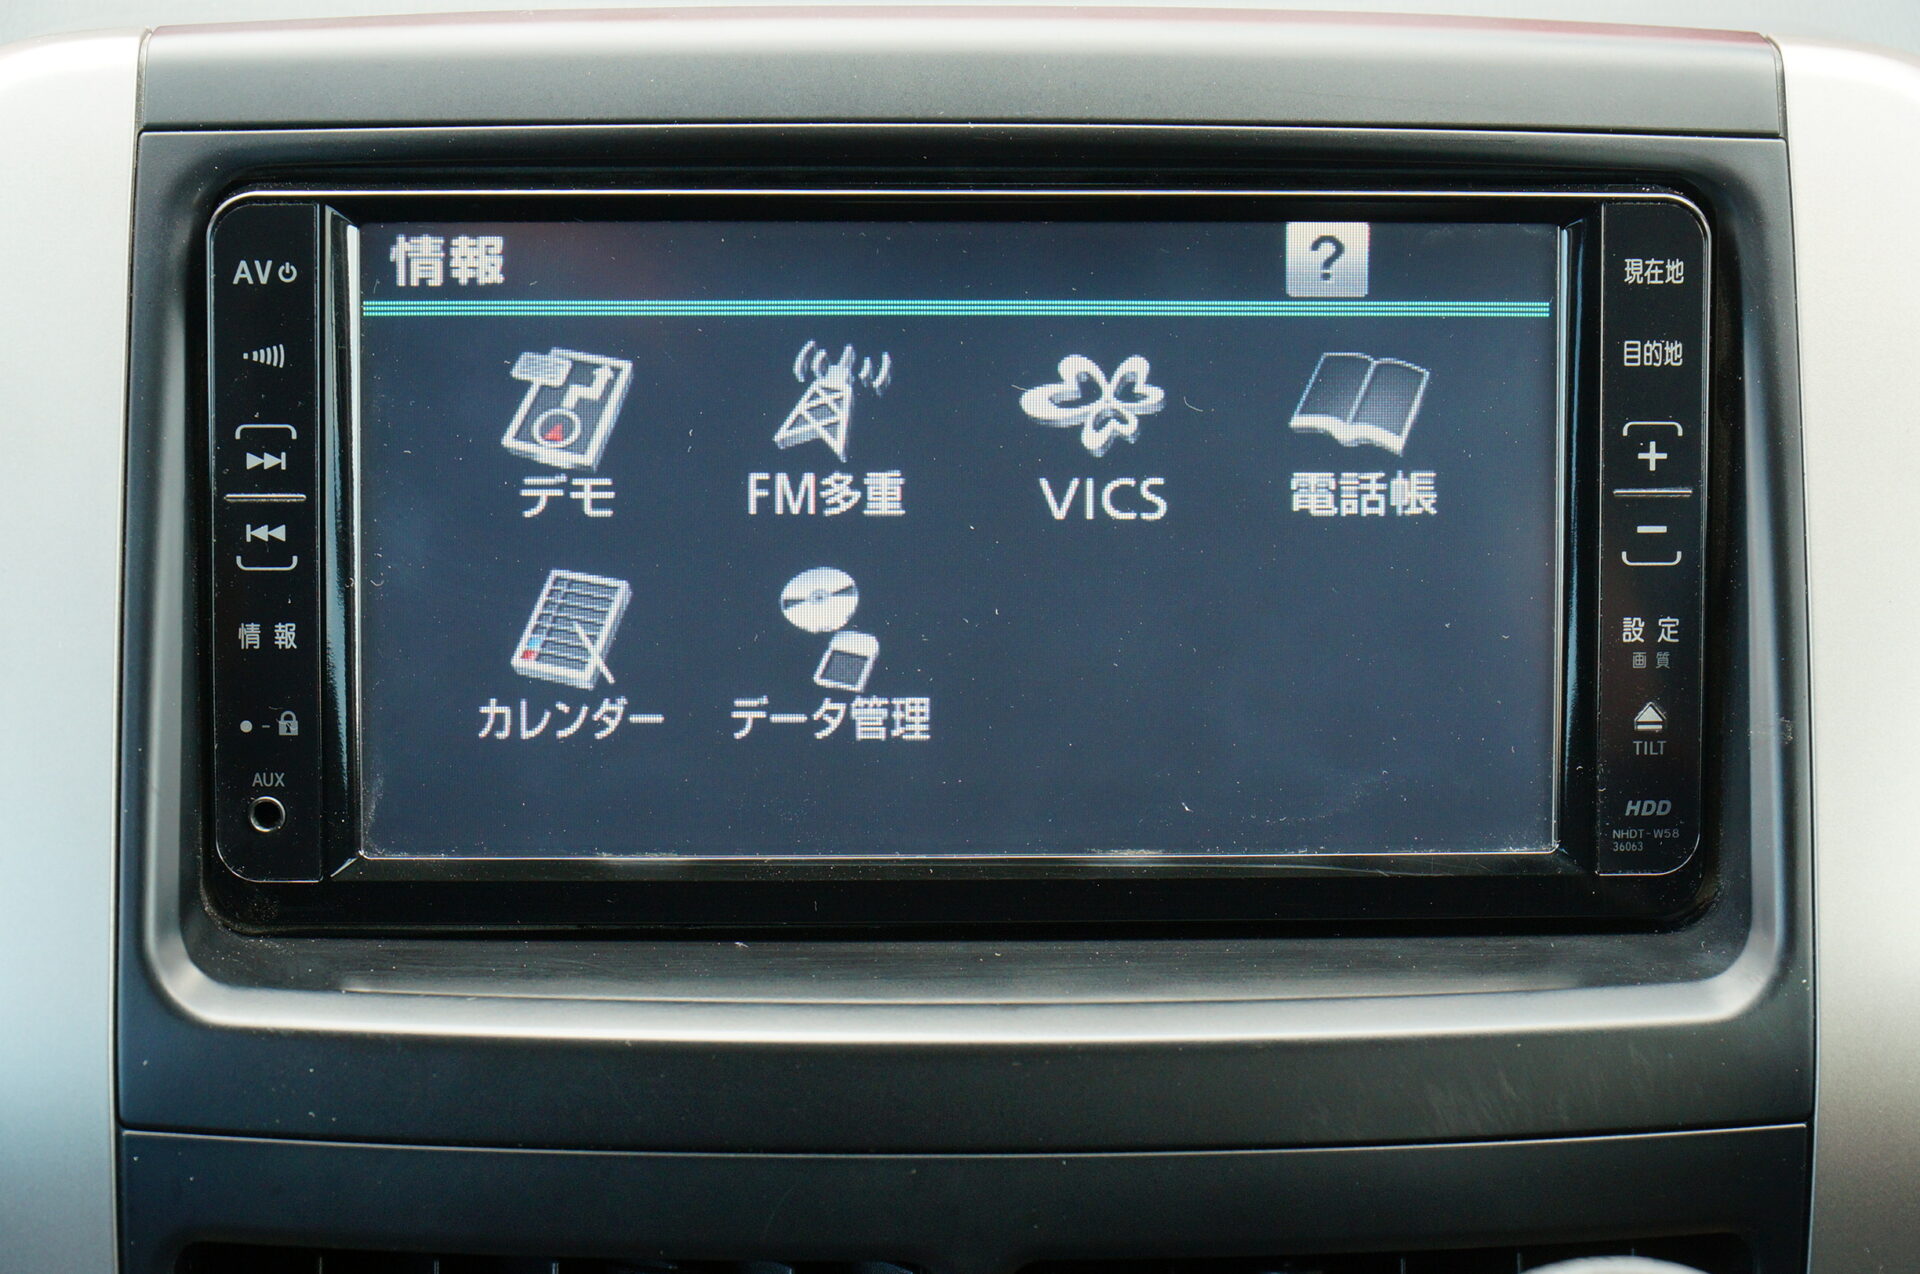 AV
情報
AUX
情報
?
デモ
FM多重
VICS
電話帳
カレンダー
データ管理
現在地
目的地
+
-
設定
画質
TILT
HDD
NHDT-W58
36063